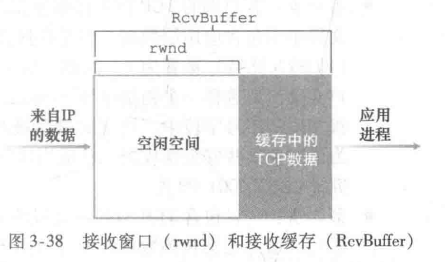 RcvBuffer
rwnd
来自IP
的数据
空闲空间
缓存中的
TCP数据
应用
进程
图 3-38 接收窗口（rwnd）和接收缓存（RcvBuffer）